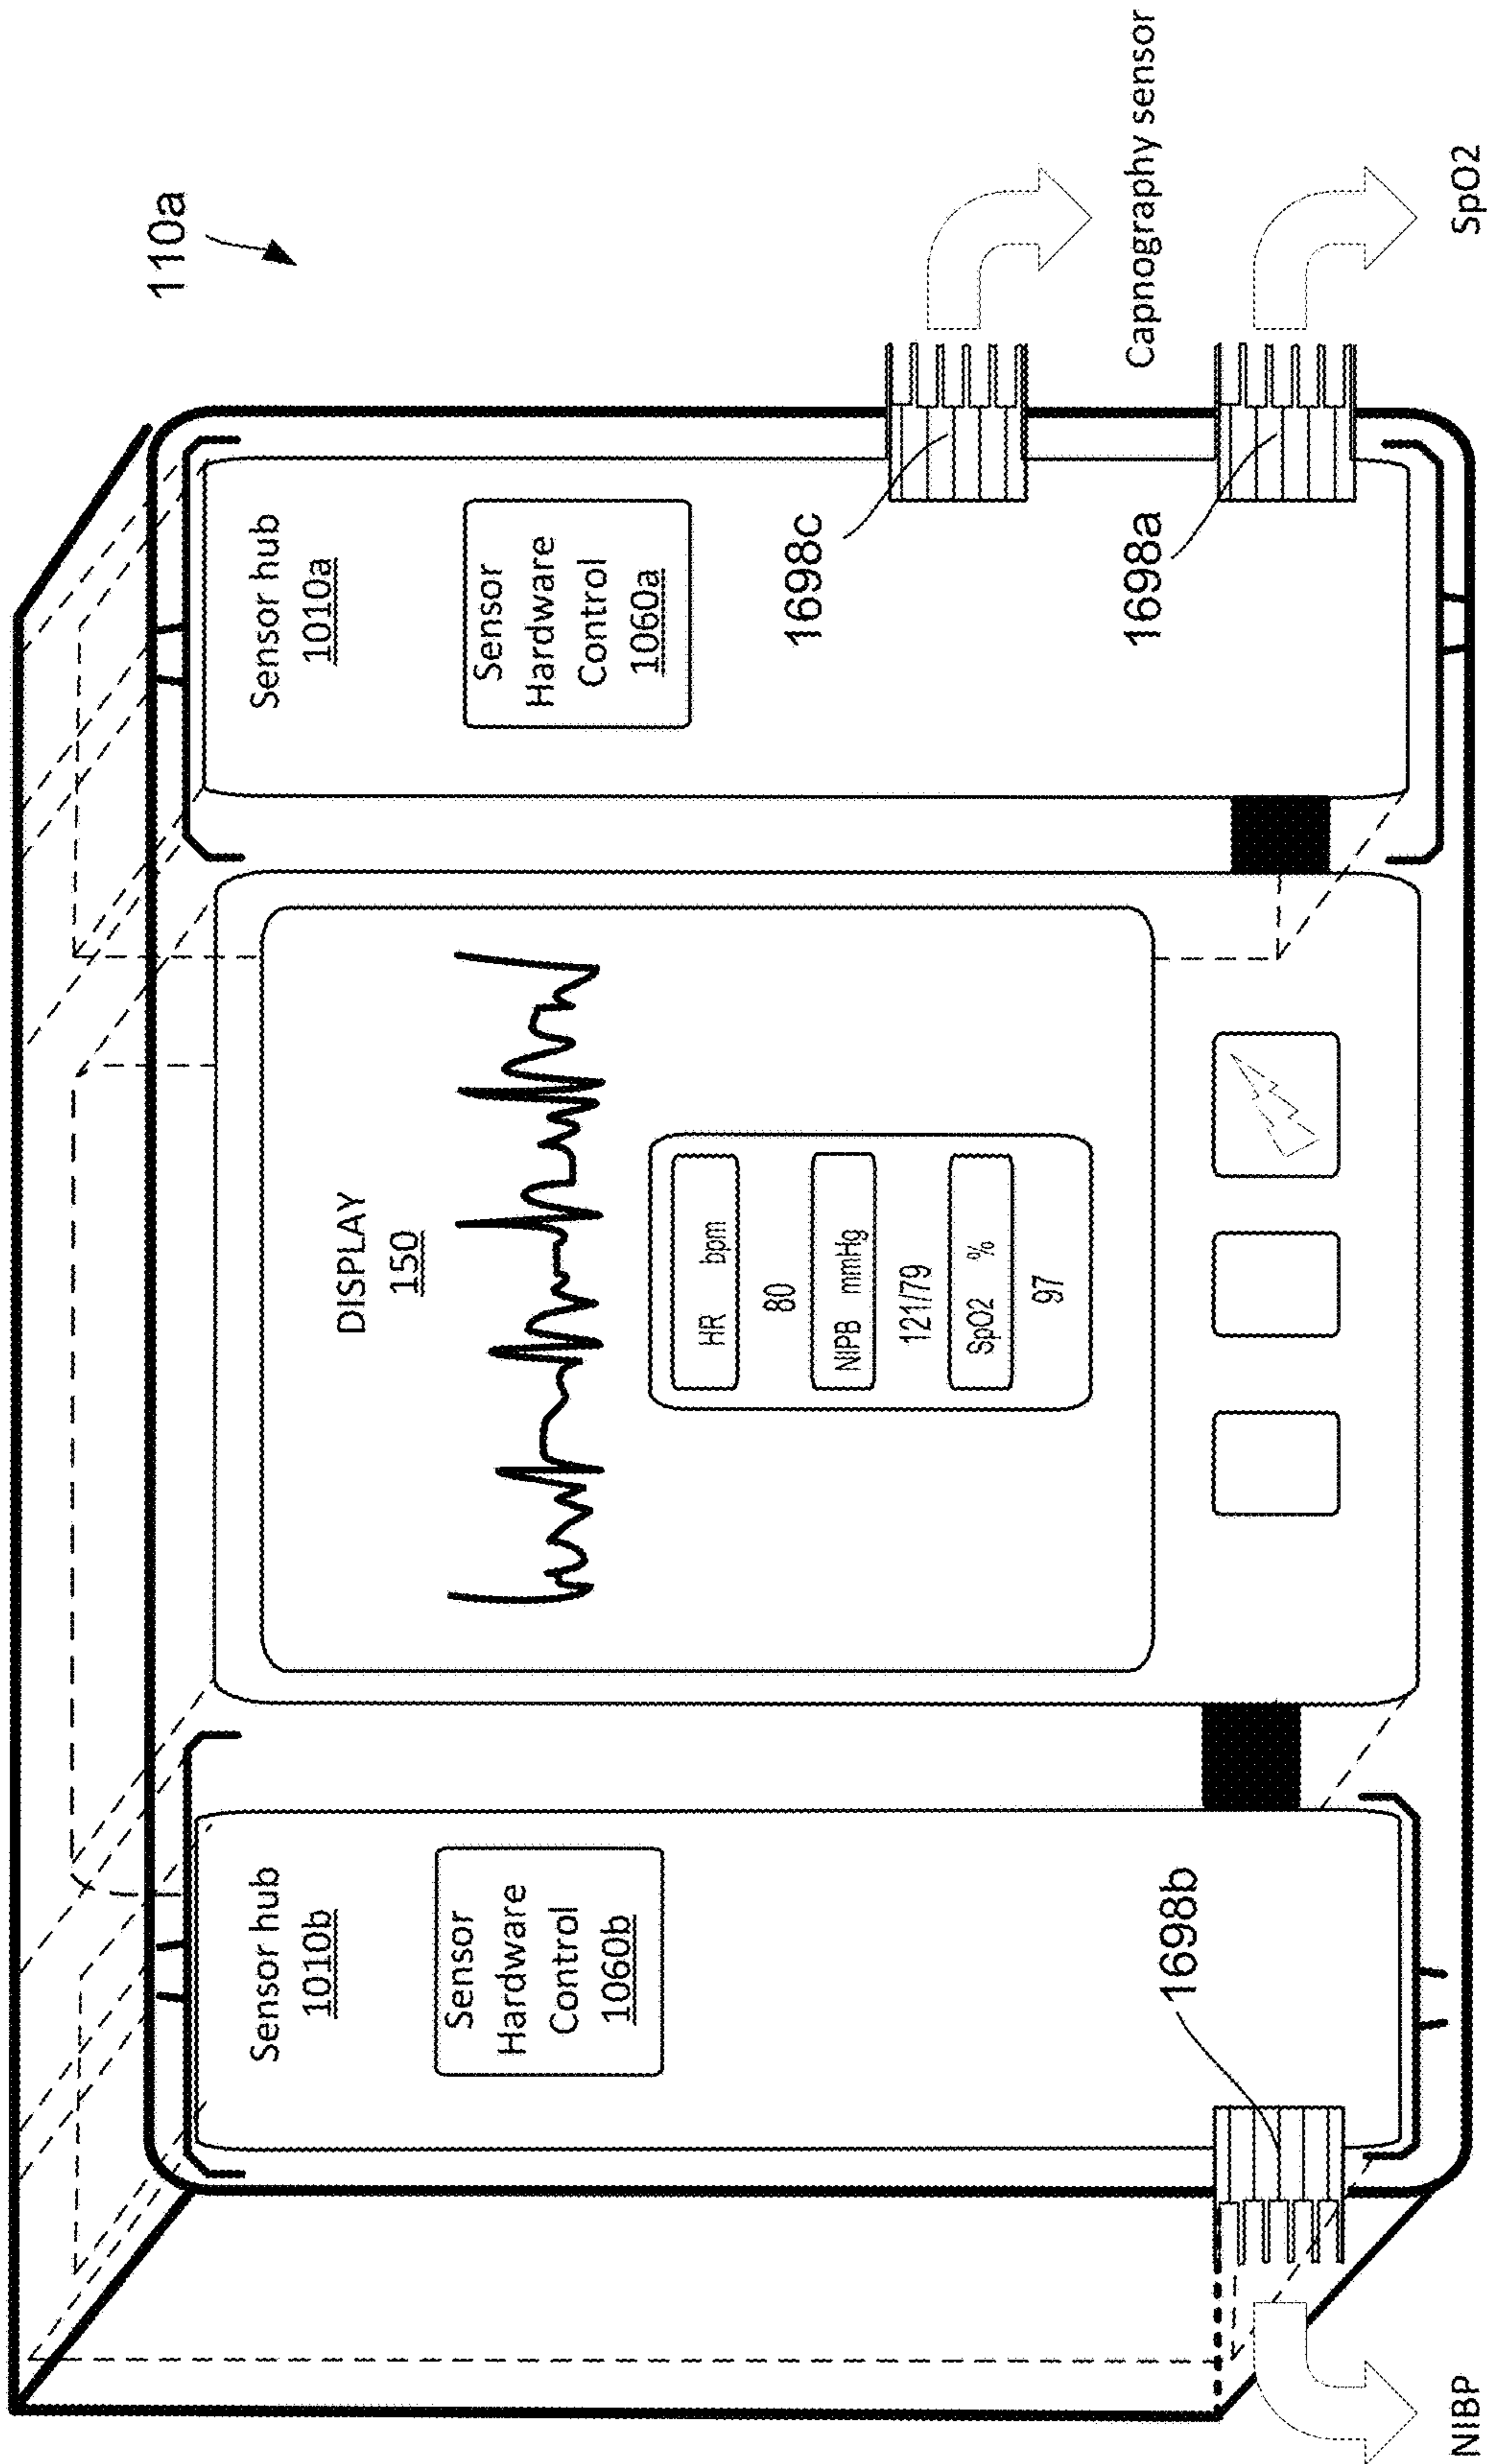 110a
Sensor hub
1010b
Sensor
Hardware
Control
1060b
1698b
NIBP
DISPLAY
150
HR bpm
80
NIPB mmHg
121/79
SpO2 %
97
Sensor hub
1010a
Sensor
Hardware
Control
1060a
1698c
1698a
Capnography sensor
SpO2